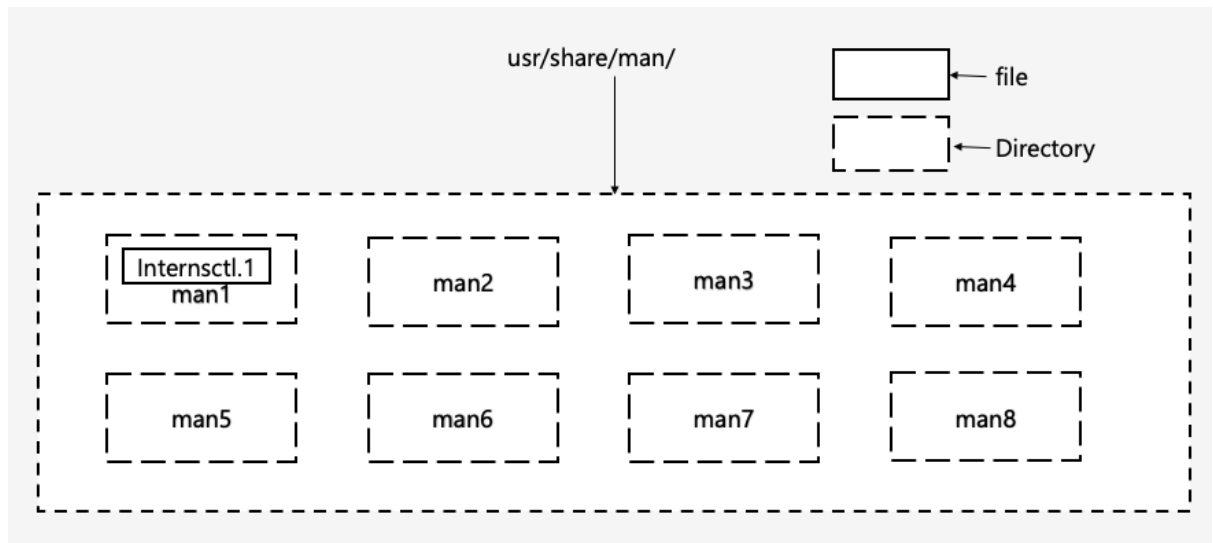 usr/share/man/
file
Directory
Internsctl.1
man1
man2
man3
man4
man5
man6
man7
man8